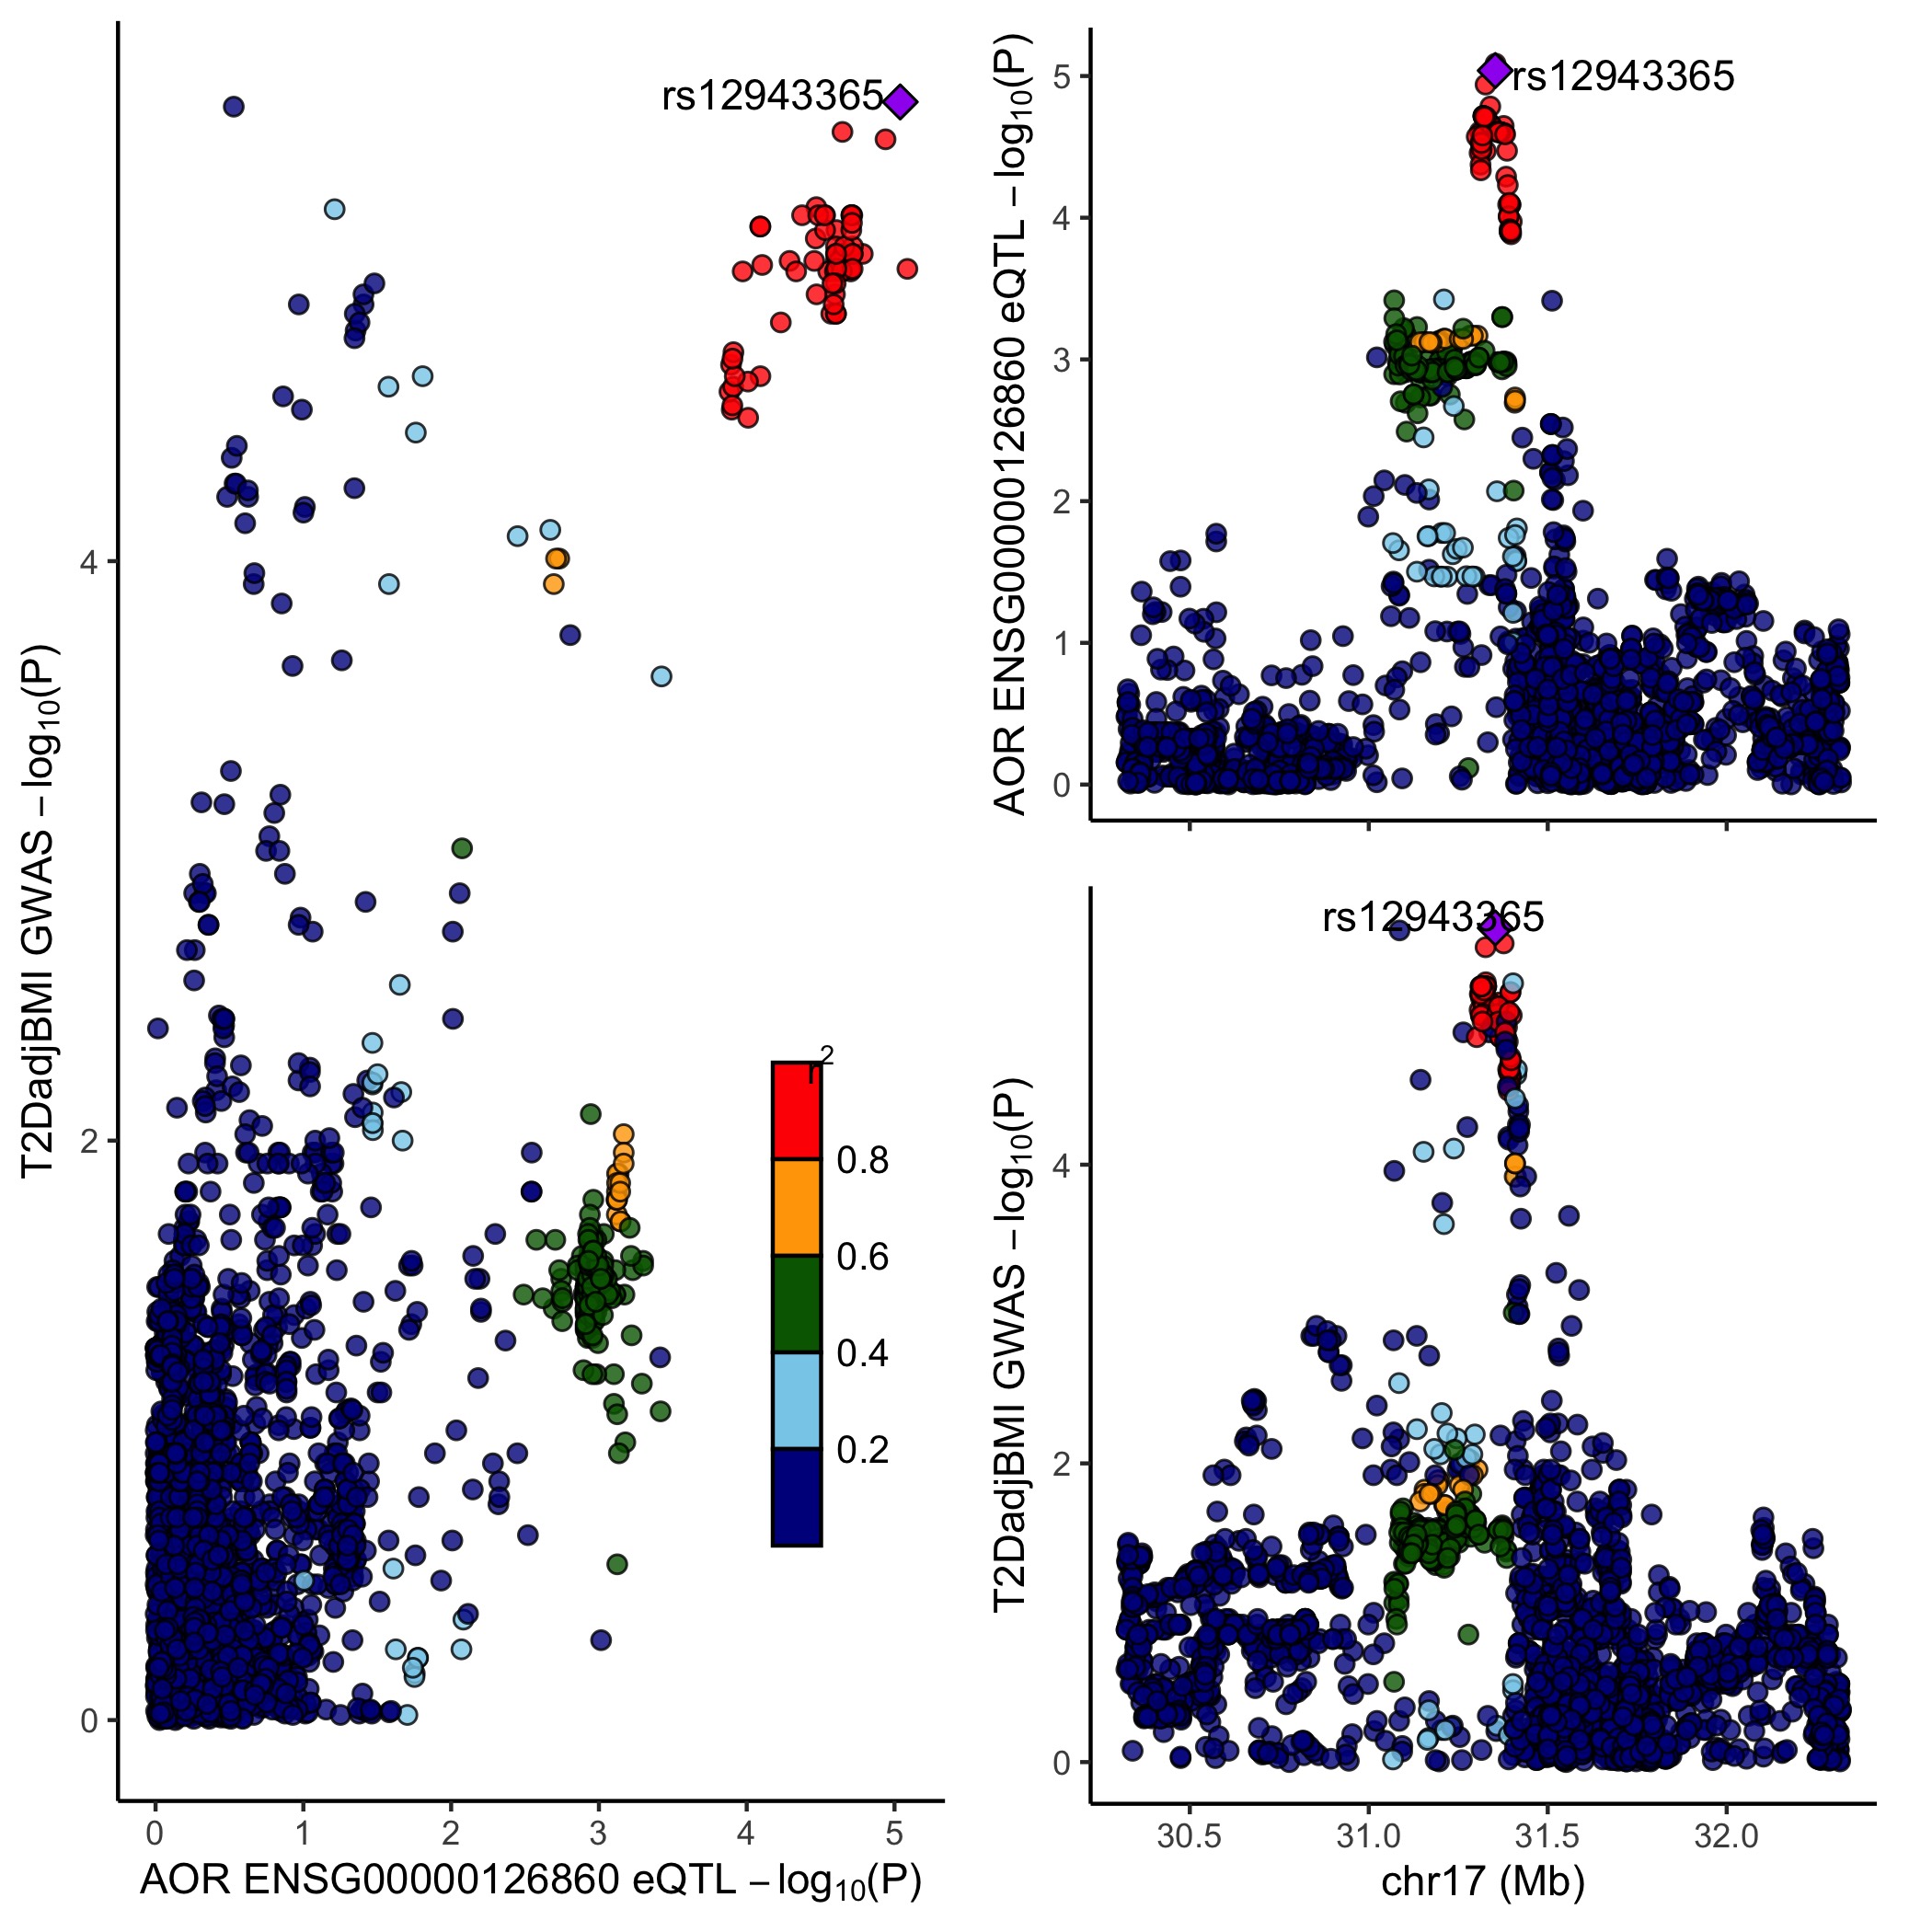 T2DadjBMI GWAS −log10(P)
4
2
0
rs12943365
r2
0.8
0.6
0.4
0.2
0 1 2 3 4 5
AOR ENSG00000126860 eQTL −log10(P)
AOR ENSG00000126860 eQTL −log10(P)
5
4
3
2
1
0
rs12943365
T2DadjBMI GWAS −log10(P)
4
2
0
rs12943365
30.5 31.0 31.5 32.0
chr17 (Mb)